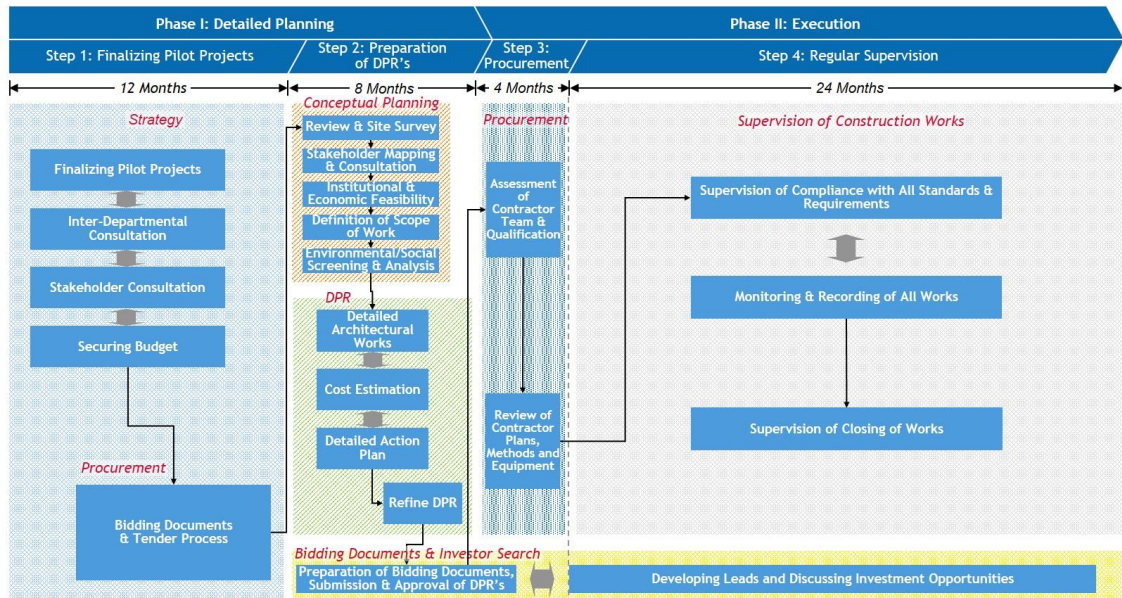 Phase I: Detailed Planning
Phase II: Execution
Step 1: Finalizing Pilot Projects
Step 2: Preparation
of DPR's
Step 3:
Procurement
Step 4: Regular Supervision
12 Months
8 Months
4 Months
24 Months
Strategy
Finalizing Pilot Projects
Inter-Departmental
Consultation
Stakeholder Consultation
Securing Budget
Procurement
Bidding Documents
& Tender Process
Conceptual Planning
Review & Site Survey
Stakeholder Mapping
& Consultation
Institutional &
Economic Feasibility
Definition of Scope
of Work
Environmental/Social
Screening & Analysis
DPR
Detailed
Architectural
Works
Cost Estimation
Detailed Action
Plan
Refine DPR
Bidding Documents & Investor Search
Preparation of Bidding Documents,
Submission & Approval of DPR's
Procurement
Assessment
of
Contractor
Team &
Qualification
Review of
Contractor
Plans,
Methods and
Equipment
Supervision of Construction Works
Supervision of Compliance with All Standards &
Requirements
Monitoring & Recording of All Works
Supervision of Closing of Works
Developing Leads and Discussing Investment Opportunities